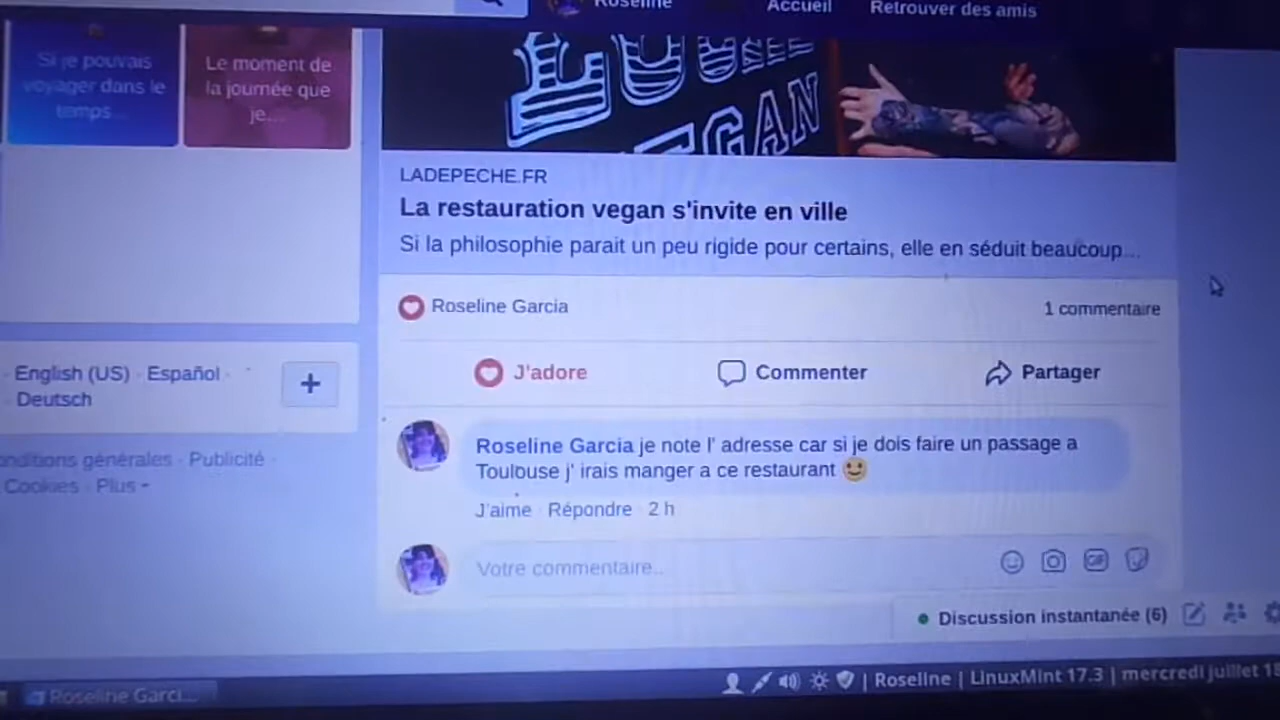 Roseline
Accueil
Retrouver des amis
Si je pouvais
voyager dans le
temps...
Le moment de
la journée que
je...
VEGAN
LADEPECHE.FR
La restauration vegan s'invite en ville
Si la philosophie parait un peu rigide pour certains, elle en séduit beaucoup...
Roseline Garcia
1 commentaire
J'adore
Commenter
Partager
English (US) · Español ·
Deutsch
+
Publicité ·
Cookies · Plus
Roseline Garcia je note l' adresse car si je dois faire un passage a
Toulouse j' irais manger a ce restaurant 🙂
J'aime · Répondre · 2 h
Votre commentaire...
GIF
Discussion instantanée (6)
Roseline Garci...
| Roseline | LinuxMint 17.3 | mercredi juillet